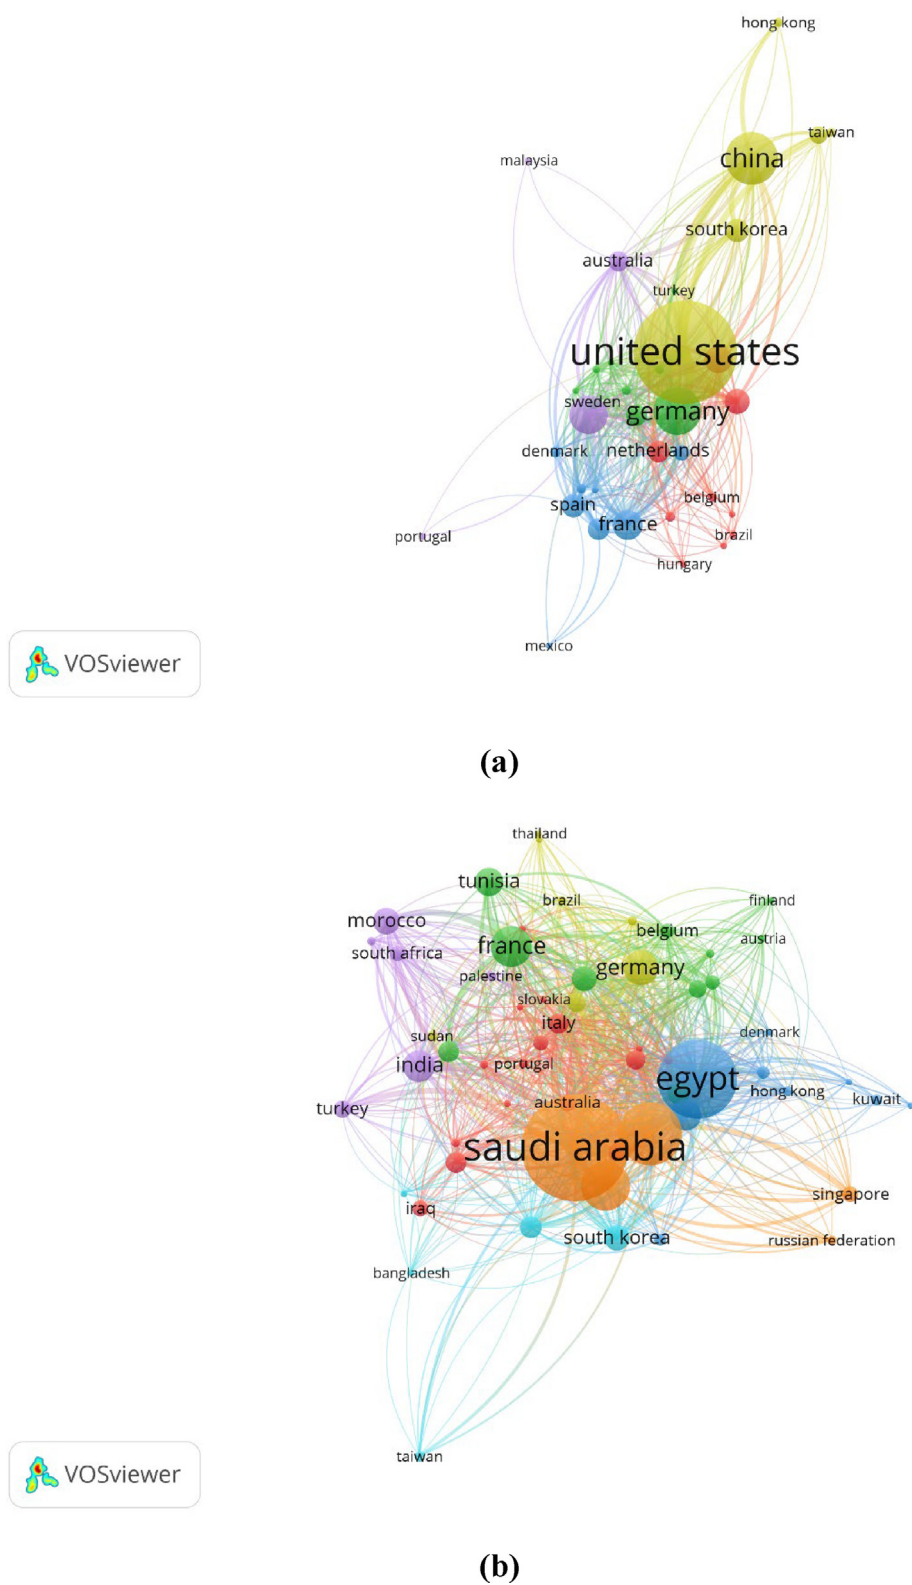 hong kong
taiwan
china
malaysia
south korea
australia
turkey
united states
sweden
germany
denmark
netherlands
belgium
spain
france
brazil
portugal
hungary
mexico
VOSviewer
(a)
thailand
tunisia
brazil
finland
morocco
belgium
france
austria
south africa
germany
palestine
slovakia
italy
denmark
sudan
portugal
india
egypt
hong kong
kuwait
australia
turkey
saudi arabia
singapore
iraq
south korea
russian federation
bangladesh
taiwan
VOSviewer
(b)